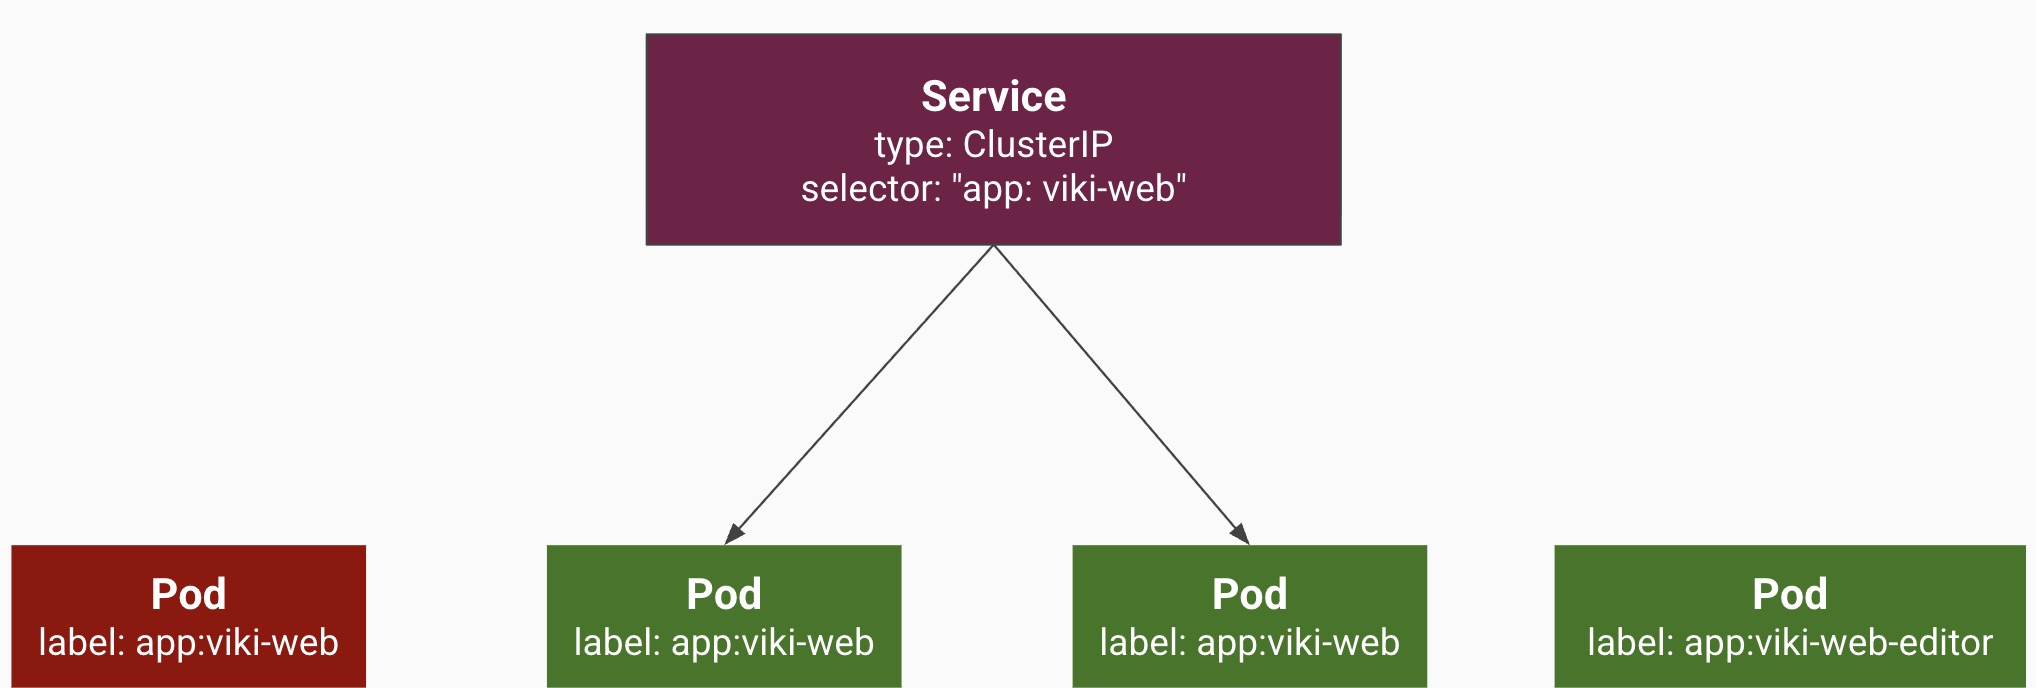 Service
type: ClusterIP
selector: "app: viki-web"
Pod
label: app:viki-web
Pod
label: app:viki-web
Pod
label: app:viki-web
Pod
label: app:viki-web-editor